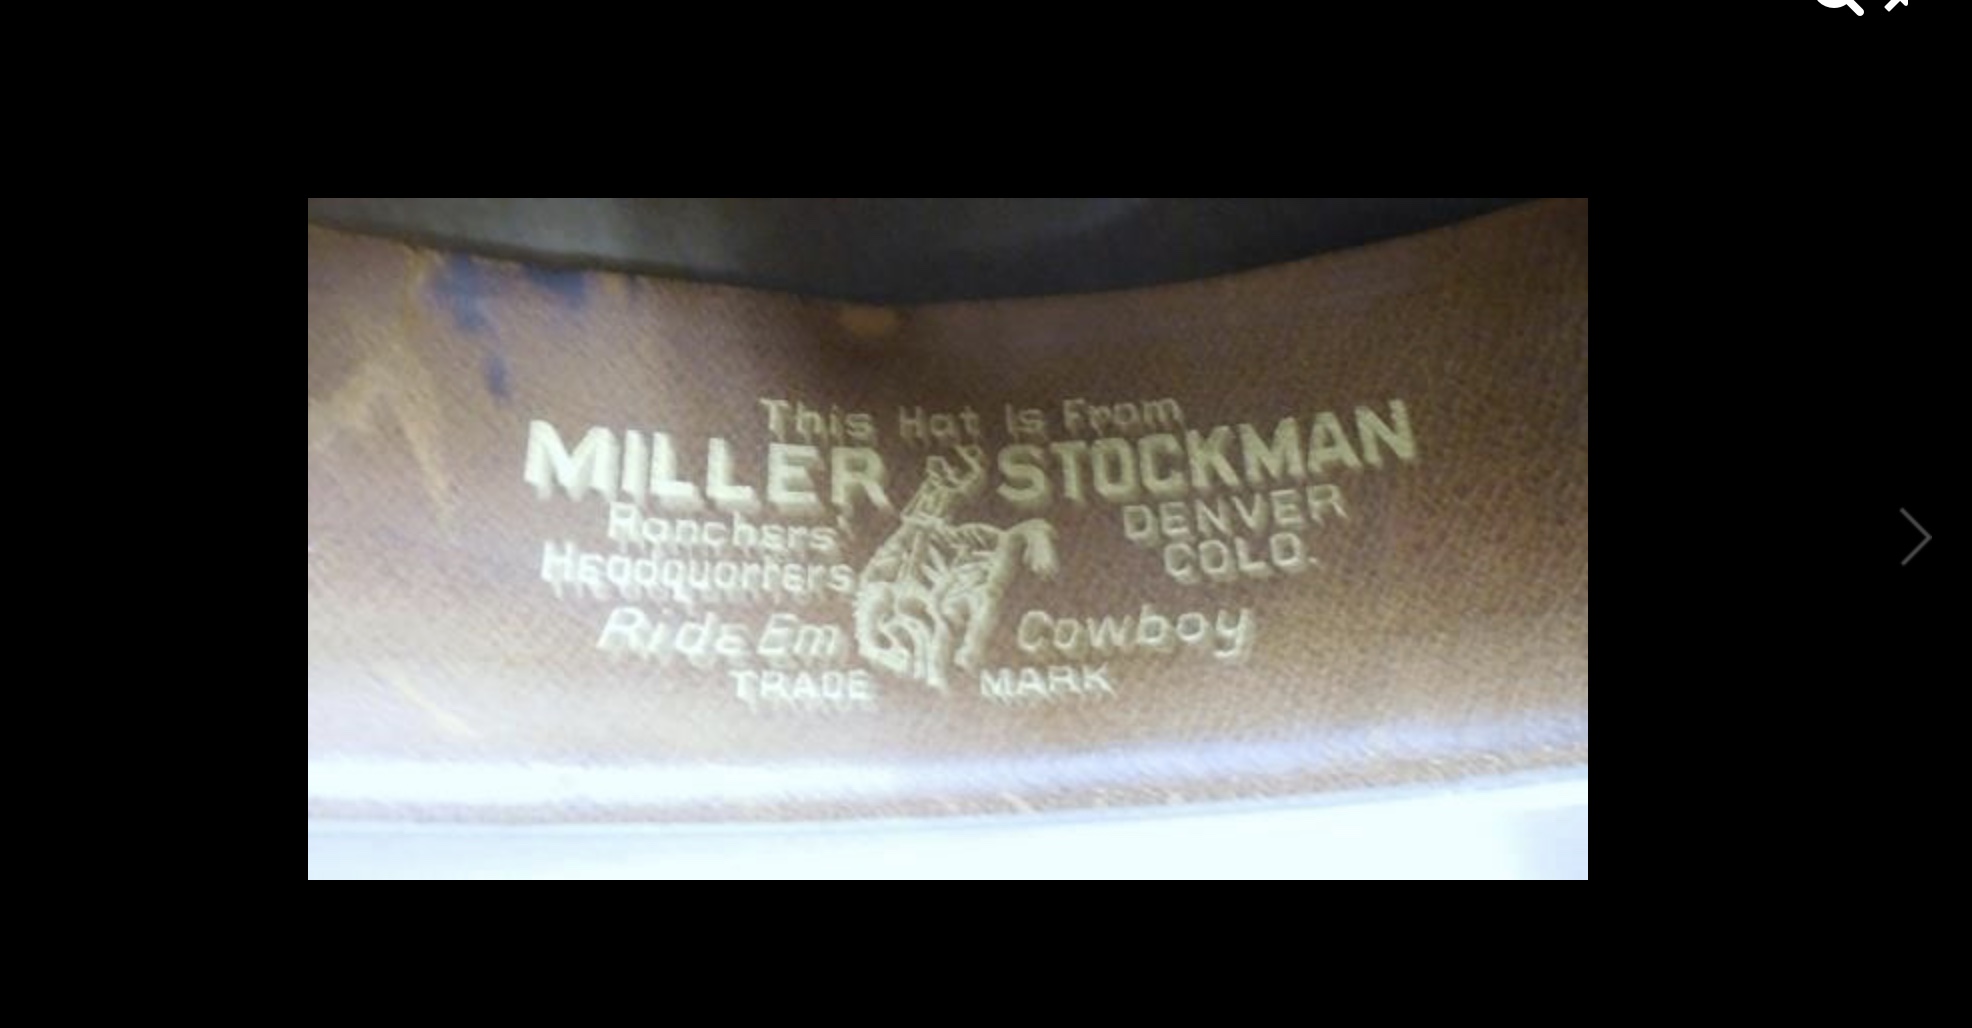 This Hat Is From
MILLER STOCKMAN
Ranchers' DENVER
Headquarters COLO.
Ride Em Cowboy
TRADE MARK